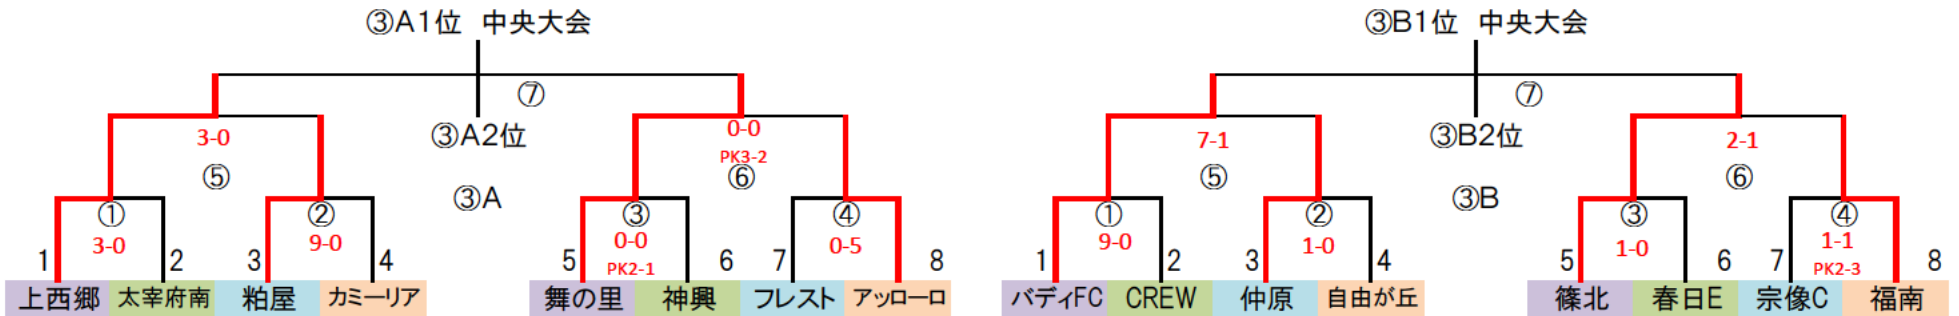 ③A1位 中央大会
③B1位 中央大会
⑦
⑦
3-0
③A2位
0-0
PK3-2
7-1
③B2位
2-1
⑤
⑥
⑤
⑥
③A
③B
①
②
③
④
①
②
③
④
1 3-0 2 3 9-0 4
5 0-0 6 7 0-5 8
PK2-1
1 9-0 2 3 1-0 4
5 1-0 6 7 1-1 8
PK2-3
上西郷 太宰府南 粕屋 カミーリア
舞の里 神興 フレスト アッローロ
バディFC CREW 仲原 自由が丘
篠北 春日E 宗像C 福南